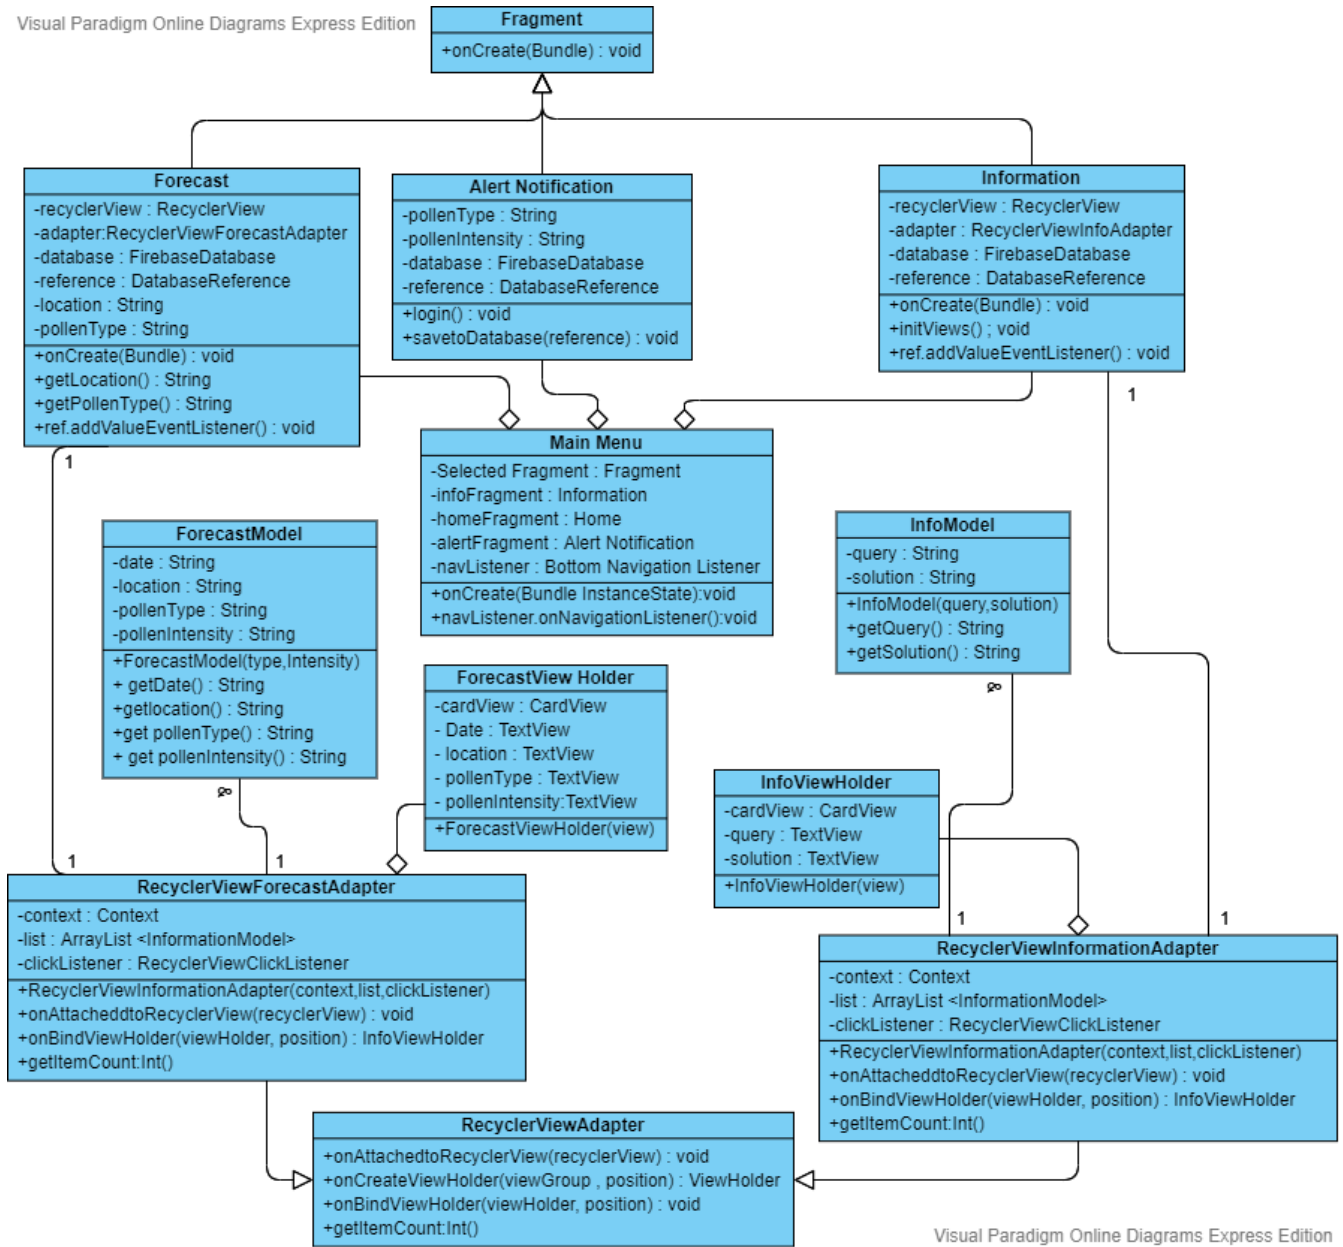 Visual Paradigm Online Diagrams Express Edition
Fragment
+onCreate(Bundle) : void
Forecast
-recyclerView : RecyclerView
-adapter:RecyclerViewForecastAdapter
-database : FirebaseDatabase
-reference : DatabaseReference
-location : String
-pollenType : String
+onCreate(Bundle) : void
+getLocation() : String
+getPollenType() : String
+ref.addValueEventListener() : void
1
Alert Notification
-pollenType : String
-pollenIntensity : String
-database : FirebaseDatabase
-reference : DatabaseReference
+login() : void
+savetoDatabase(reference) : void
Information
-recyclerView : RecyclerView
-adapter : RecyclerViewInfoAdapter
-database : FirebaseDatabase
-reference : DatabaseReference
+onCreate(Bundle) : void
+initViews() ; void
+ref.addValueEventListener() : void
1
Main Menu
-Selected Fragment : Fragment
-infoFragment : Information
-homeFragment : Home
-alertFragment : Alert Notification
-navListener : Bottom Navigation Listener
+onCreate(Bundle InstanceState):void
+navListener.onNavigationListener():void
ForecastModel
-date : String
-location : String
-pollenType : String
-pollenIntensity : String
+ForecastModel(type,Intensity)
+ getDate() : String
+getlocation() : String
+get pollenType() : String
+ get pollenIntensity() : String
InfoModel
-query : String
-solution : String
+InfoModel(query,solution)
+getQuery() : String
+getSolution() : String
ForecastView Holder
-cardView : CardView
- Date : TextView
- location : TextView
- pollenType : TextView
- pollenIntensity:TextView
+ForecastViewHolder(view)
InfoViewHolder
-cardView : CardView
-query : TextView
-solution : TextView
+InfoViewHolder(view)
1
1
RecyclerViewForecastAdapter
-context : Context
-list : ArrayList <InformationModel>
-clickListener : RecyclerViewClickListener
+RecyclerViewInformationAdapter(context,list,clickListener)
+onAttacheddtoRecyclerView(recyclerView) : void
+onBindViewHolder(viewHolder, position) : InfoViewHolder
+getItemCount:Int()
1
1
RecyclerViewInformationAdapter
-context : Context
-list : ArrayList <InformationModel>
-clickListener : RecyclerViewClickListener
+RecyclerViewInformationAdapter(context,list,clickListener)
+onAttacheddtoRecyclerView(recyclerView) : void
+onBindViewHolder(viewHolder, position) : InfoViewHolder
+getItemCount:Int()
RecyclerViewAdapter
+onAttachedtoRecyclerView(recyclerView) : void
+onCreateViewHolder(viewGroup , position) : ViewHolder
+onBindViewHolder(viewHolder, position) : void
+getItemCount:Int()
Visual Paradigm Online Diagrams Express Edition